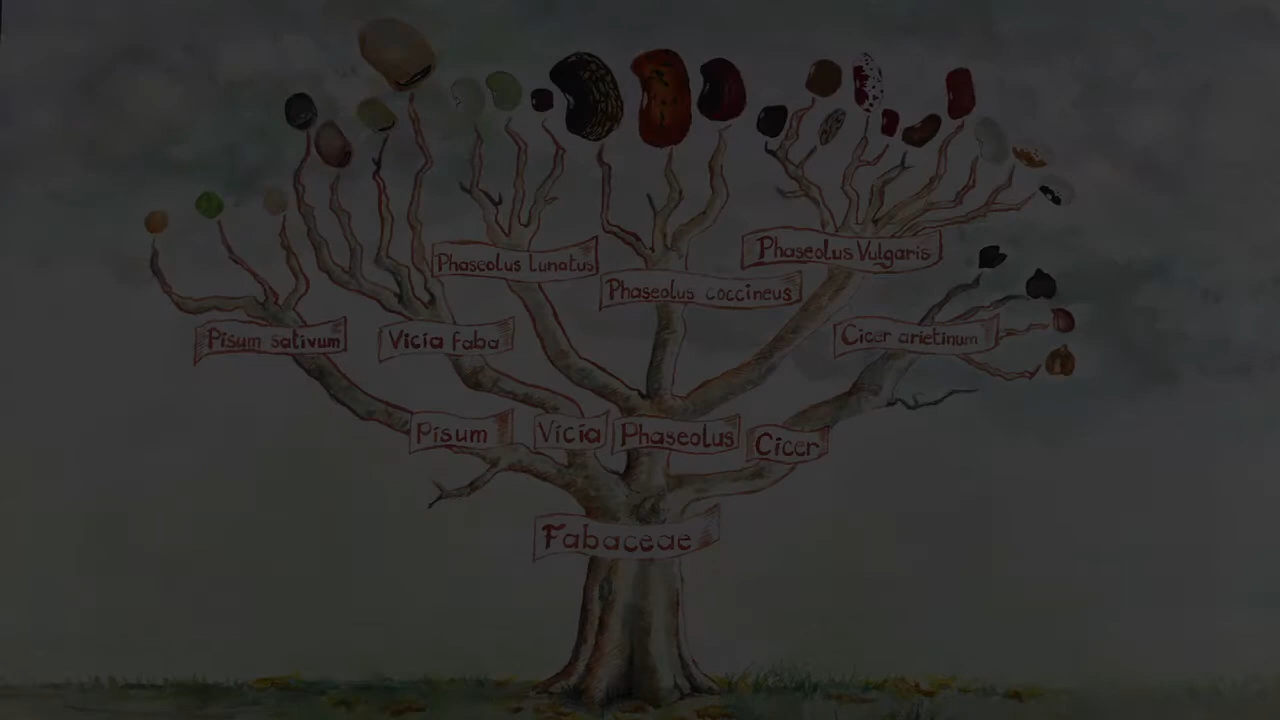 Phaseolus Vulgaris
Phaseolus Lunatus
Phaseolus coccineus
Pisum sativum
Vicia faba
Cicer arietinum
Pisum
Vicia
Phaseolus
Cicer
Fabaceae